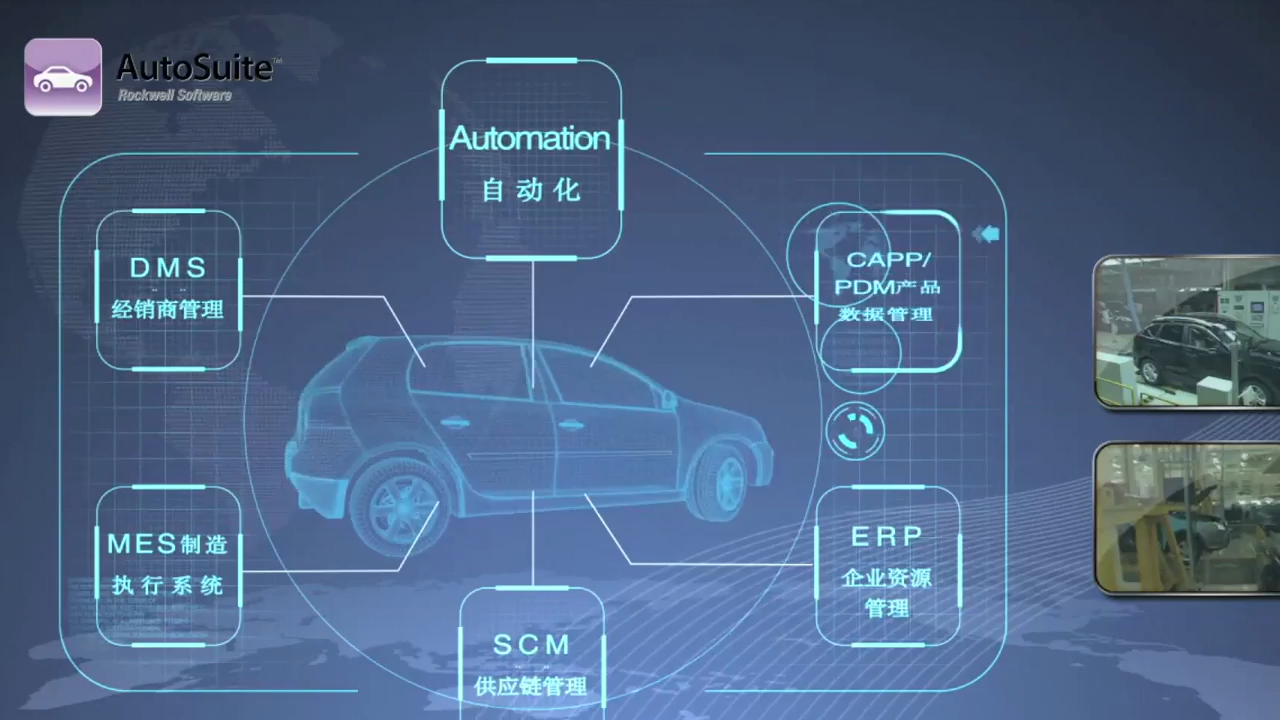 AutoSuite™
Rockwell Software
Automation
自动化
DMS
经销商管理
CAPP/
PDM产品
数据管理
MES制造
执行系统
ERP
企业资源
管理
SCM
供应链管理